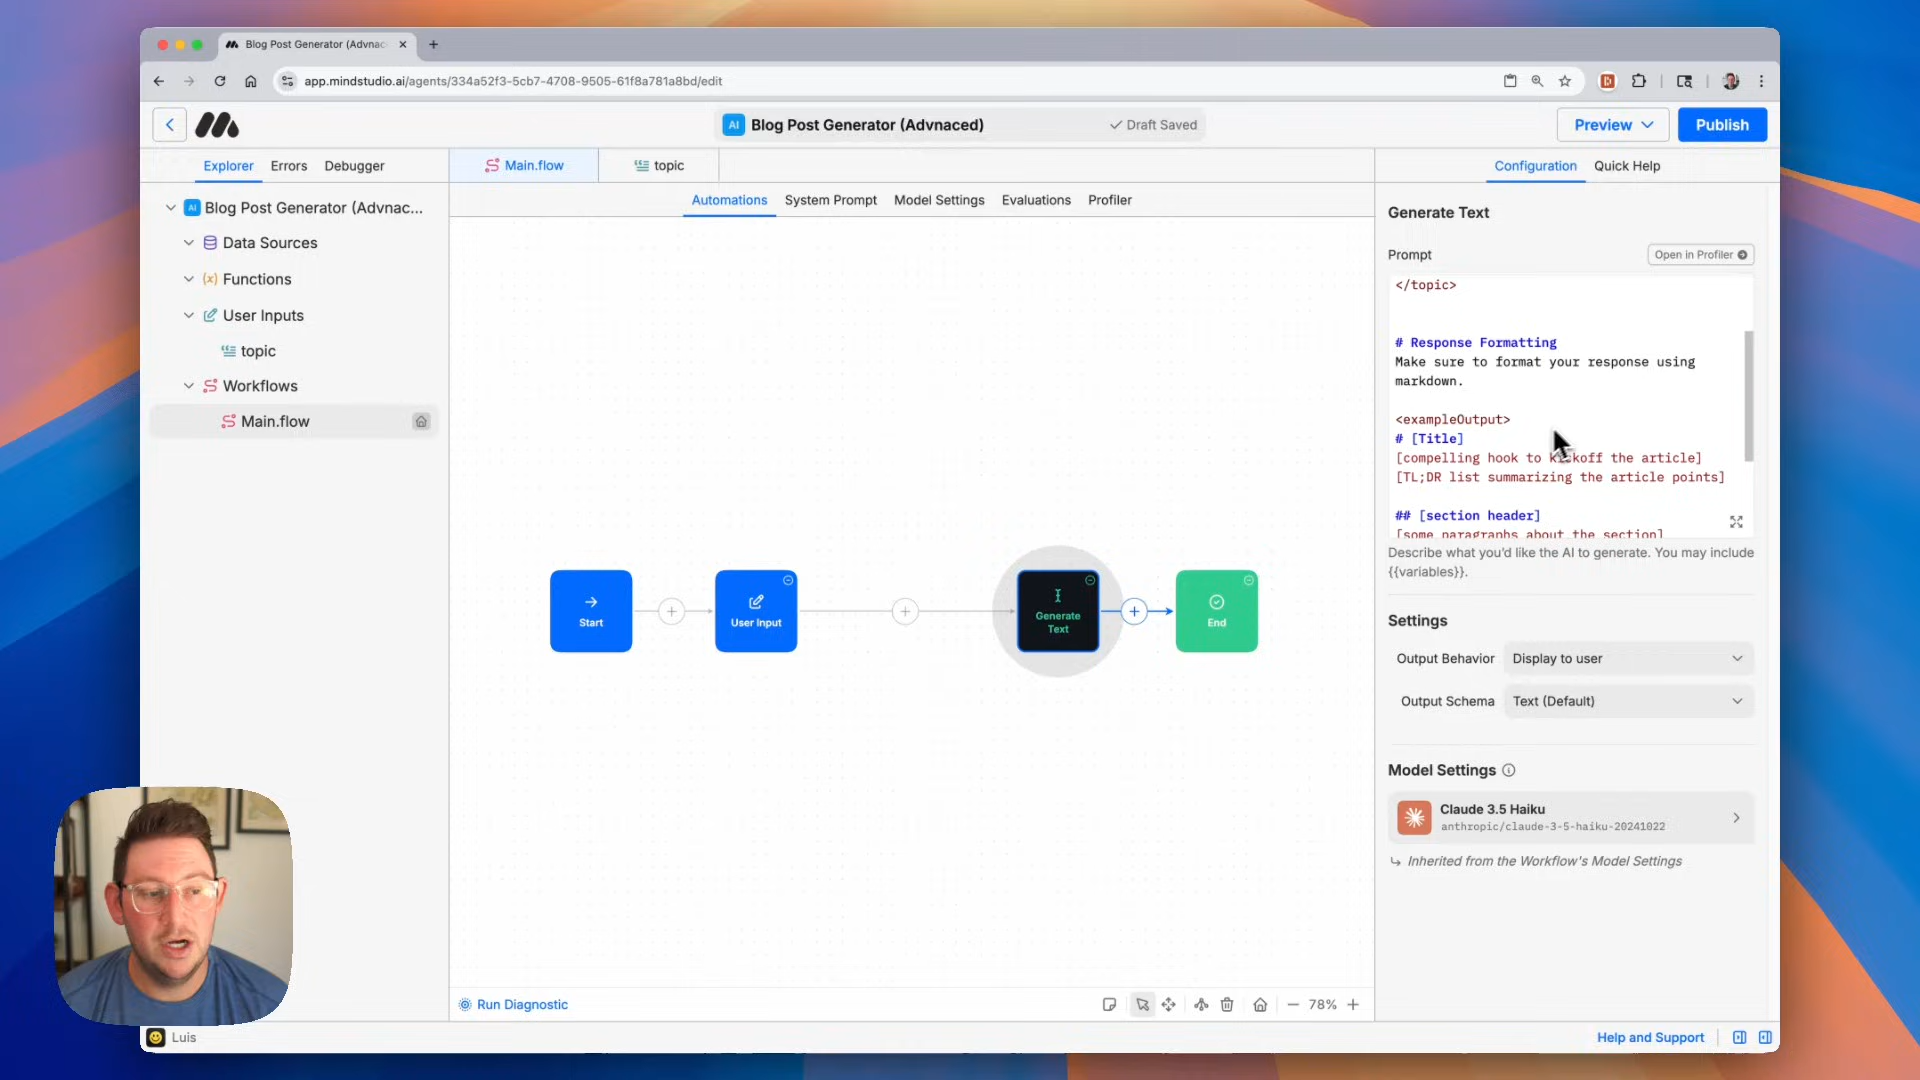 Blog Post Generator (Advnac
app.mindstudio.ai/agents/334a52f3-5cb7-4708-9505-61f8a781a8bd/edit
AI Blog Post Generator (Advnaced)
Draft Saved
Preview
Publish
Explorer
Errors
Debugger
Main.flow
topic
Configuration
Quick Help
AI Blog Post Generator (Advnac...
Data Sources
Functions
User Inputs
topic
Workflows
Main.flow
Automations
System Prompt
Model Settings
Evaluations
Profiler
Start
User Input
Generate
Text
End
Generate Text
Prompt
Open in Profiler
</topic>
# Response Formatting
Make sure to format your response using
markdown.
<exampleOutput>
# [Title]
[compelling hook to kickoff the article]
[TL;DR list summarizing the article points]
## [section header]
[some paragraphs about the section]
Describe what you'd like the AI to generate. You may include
{{variables}}.
Settings
Output Behavior
Display to user
Output Schema
Text (Default)
Model Settings
Claude 3.5 Haiku
anthropic/claude-3-5-haiku-20241022
Inherited from the Workflow's Model Settings
Run Diagnostic
78%
Luis
Help and Support